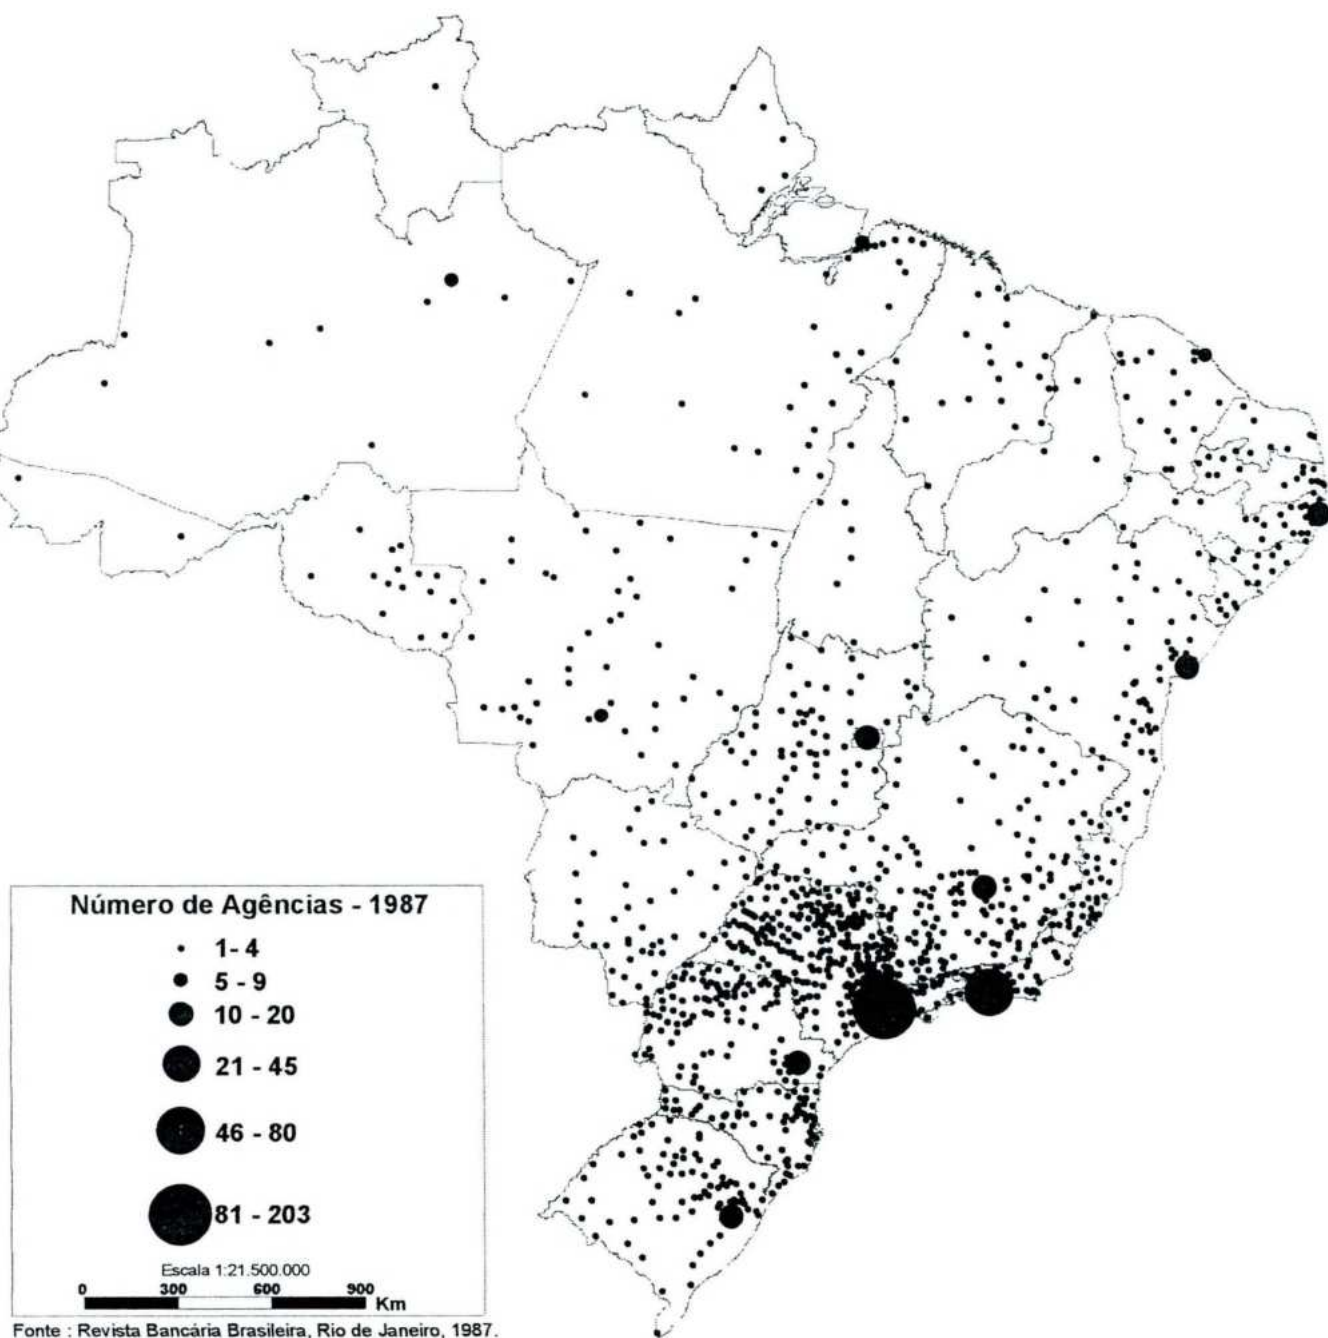 Número de Agências - 1987
1- 4
5 - 9
10 - 20
21 - 45
46 - 80
81 - 203
Escala 1:21.500.000
0 300 600 900
Km
Fonte : Revista Bancária Brasileira, Rio de Janeiro, 1987.